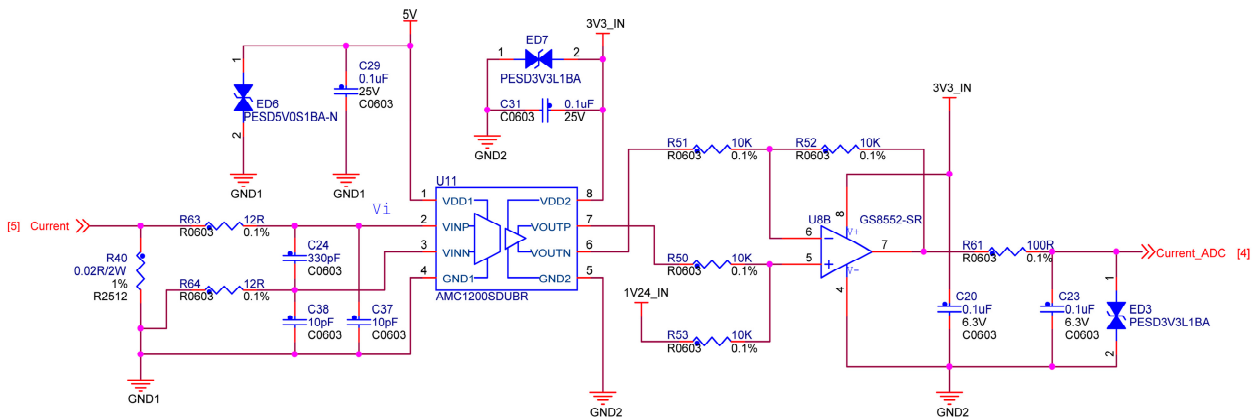 5V
3V3_IN
ED7
1
2
PESD3V3L1BA
C29
0.1uF
25V
C0603
1
ED6
PESD5V0S1BA-N
2
C31
0.1uF
C0603
25V
GND2
GND1
GND1
3V3_IN
R51
10K
R0603
0.1%
R52
10K
R0603
0.1%
U11
1
VDD1
VDD2
8
Vi
2
VINP
VOUTP
7
3
VINN
VOUTN
6
4
GND1
GND2
5
AMC1200SDUBR
[5]
Current
R63
12R
R0603
0.1%
C24
330pF
C0603
R40
0.02R/2W
1%
R2512
R64
12R
R0603
0.1%
C38
10pF
C0603
C37
10pF
C0603
GND1
U8B
GS8552-SR
8
V+
6
5
7
V-
4
R50
10K
R0603
0.1%
1V24_IN
R53
10K
R0603
0.1%
R61
100R
R0603
0.1%
Current_ADC
[4]
C20
0.1uF
6.3V
C0603
C23
0.1uF
6.3V
C0603
1
ED3
PESD3V3L1BA
2
GND2
GND2